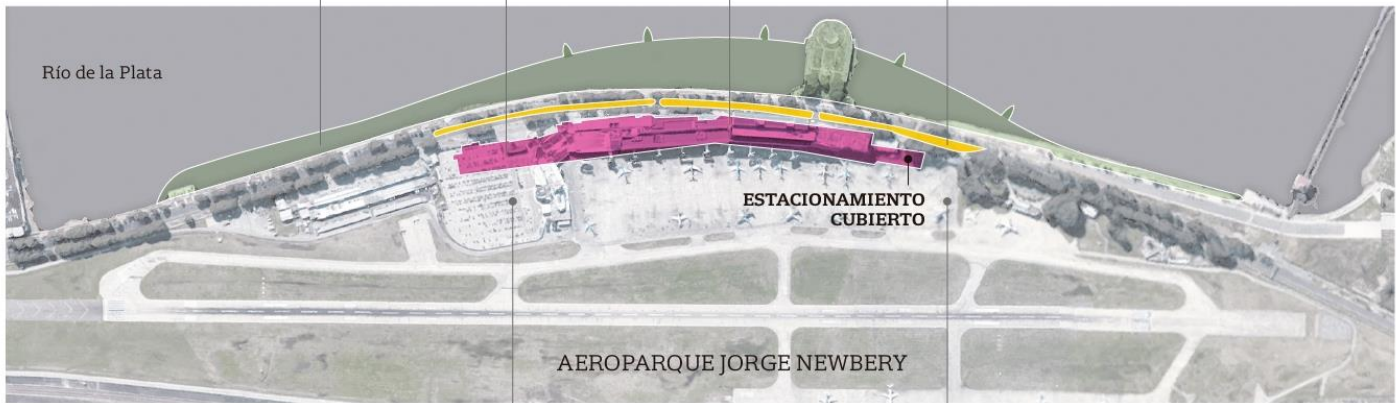 Río de la Plata
ESTACIONAMIENTO
CUBIERTO
AEROPARQUE JORGE NEWBERY